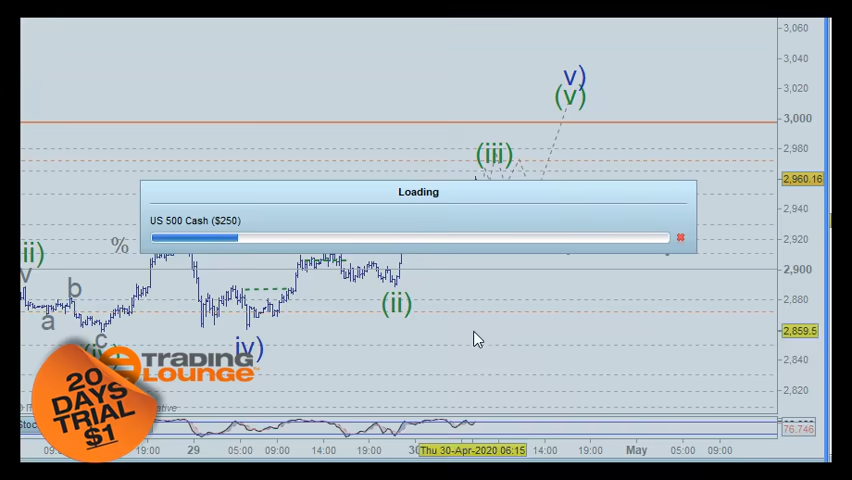 3,060
3,040
v)
(v)
3,020
3,000
(iii)
2,980
2,960.16
Loading
US 500 Cash ($250)
2,940
2,920
ii)
%
v
b
2,900
a
c
(ii)
2,880
2,859.5
iv)
2,840
2,820
TRADING
LOUNGE
20
DAYS
TRIAL
$1
76.746
19:00
29
05:00
09:00
14:00
19:00
Thu 30-Apr-2020 06:15
14:00
19:00
May
05:00
09:00